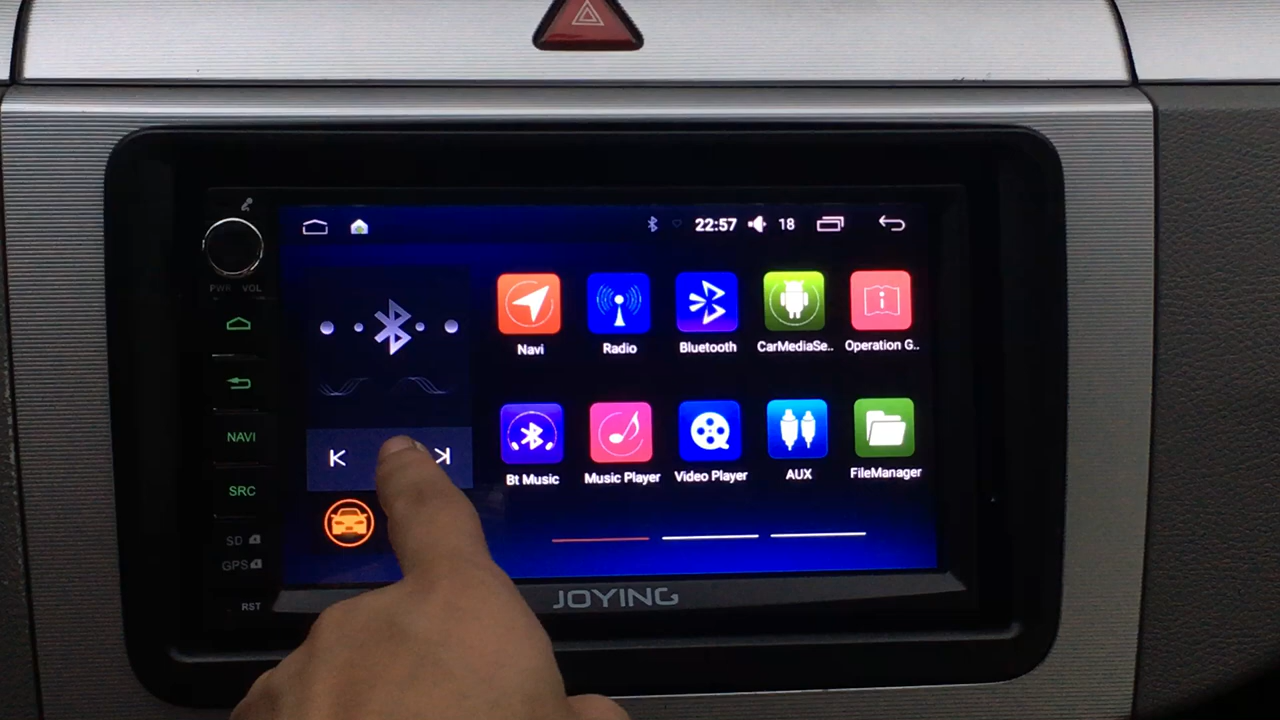 22:57 18
PWR VOL
Navi
Radio
Bluetooth
CarMediaSe..
Operation G..
NAVI
SRC
Bt Music
Music Player
Video Player
AUX
FileManager
SD
GPS
RST
JOYING